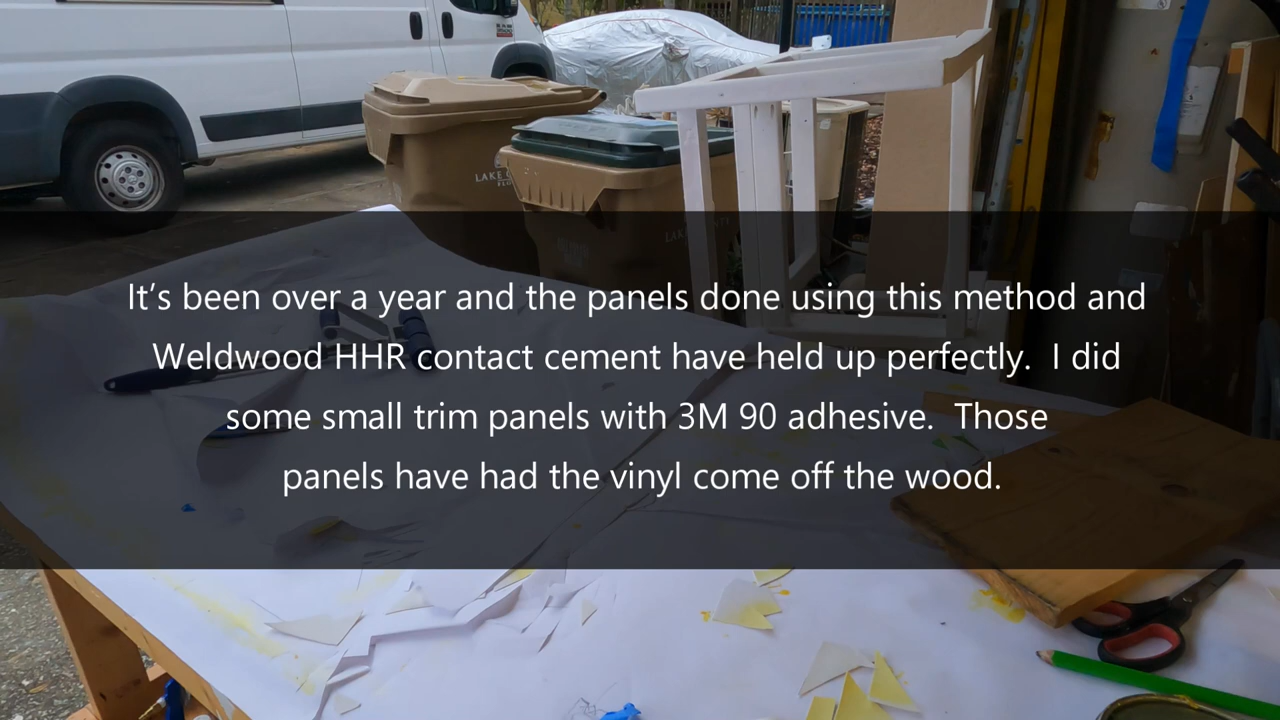 It's been over a year and the panels done using this method and
Weldwood HHR contact cement have held up perfectly.  I did
some small trim panels with 3M 90 adhesive.  Those
panels have had the vinyl come off the wood.
LAKE